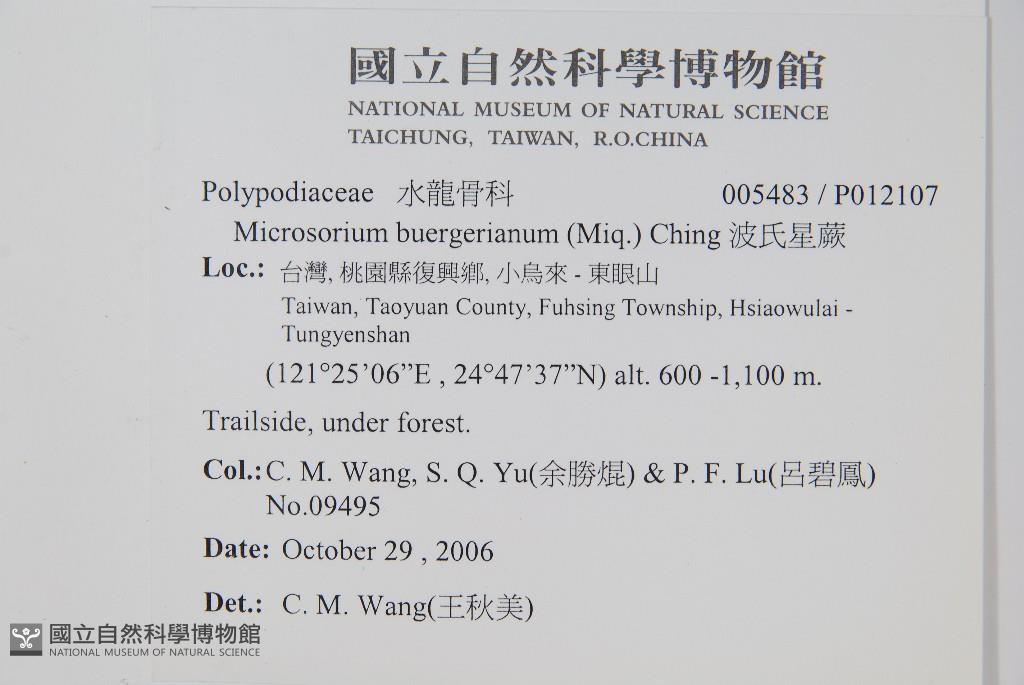 國立自然科學博物館
NATIONAL MUSEUM OF NATURAL SCIENCE
TAICHUNG, TAIWAN, R.O.CHINA
Polypodiaceae 水龍骨科 005483 / P012107
Microsorium buergerianum (Miq.) Ching 波氏星蕨
Loc.: 台灣, 桃園縣復興鄉, 小烏來 - 東眼山
Taiwan, Taoyuan County, Fuhsing Township, Hsiaowulai -
Tungyenshan
(121°25’06”E , 24°47’37”N) alt. 600 -1,100 m.
Trailside, under forest.
Col.: C. M. Wang, S. Q. Yu(余勝焜) & P. F. Lu(呂碧鳳)
No.09495
Date: October 29 , 2006
Det.: C. M. Wang(王秋美)
國立自然科學博物館
NATIONAL MUSEUM OF NATURAL SCIENCE